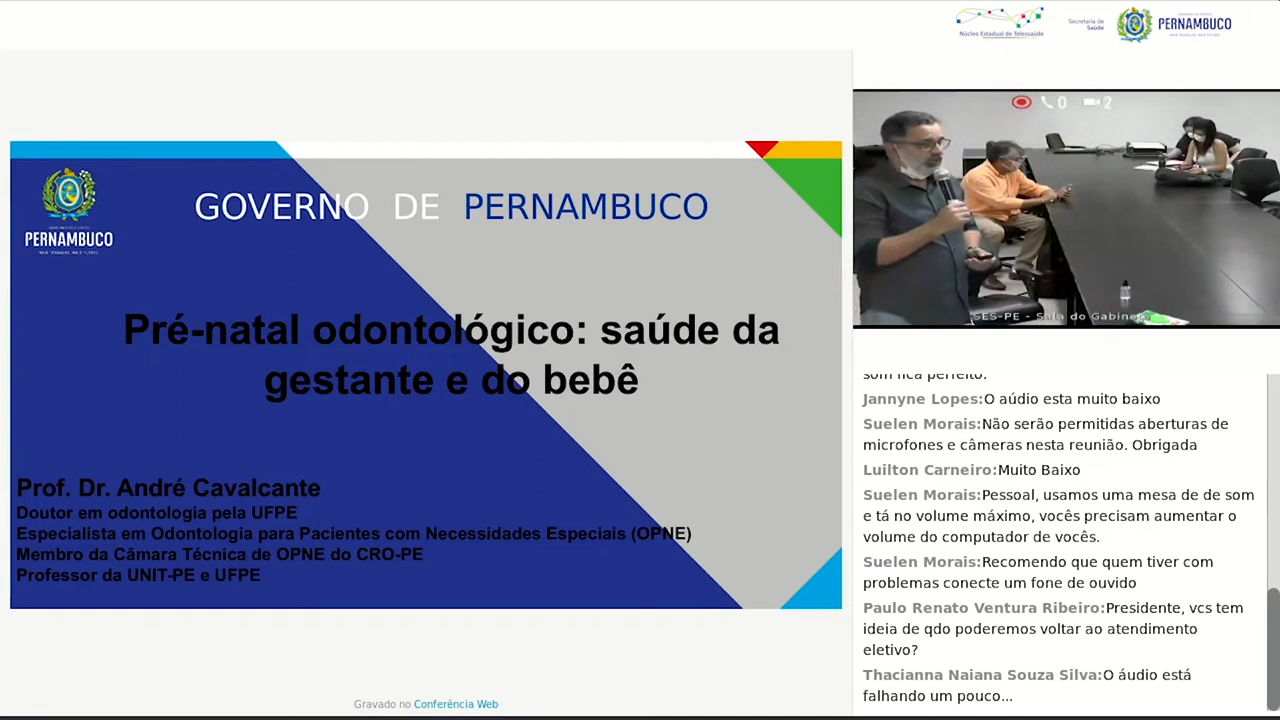 Núcleo Estadual de Telessaúde
Secretaria de
Saúde
PERNAMBUCO
PERNAMBUCO
GOVERNO DE PERNAMBUCO
Pré-natal odontológico: saúde da
gestante e do bebê
Prof. Dr. André Cavalcante
Doutor em odontologia pela UFPE
Especialista em Odontologia para Pacientes com Necessidades Especiais (OPNE)
Membro da Câmara Técnica de OPNE do CRO-PE
Professor da UNIT-PE e UFPE
Gravado no Conferência Web
0
2
SES-PE - Sala do Gabinete
som fica perfeito.
Jannyne Lopes:O aúdio esta muito baixo
Suelen Morais:Não serão permitidas aberturas de
microfones e câmeras nesta reunião. Obrigada
Luilton Carneiro:Muito Baixo
Suelen Morais:Pessoal, usamos uma mesa de de som
e tá no volume máximo, vocês precisam aumentar o
volume do computador de vocês.
Suelen Morais:Recomendo que quem tiver com
problemas conecte um fone de ouvido
Paulo Renato Ventura Ribeiro:Presidente, vcs tem
ideia de qdo poderemos voltar ao atendimento
eletivo?
Thacianna Naiana Souza Silva:O áudio está
falhando um pouco...